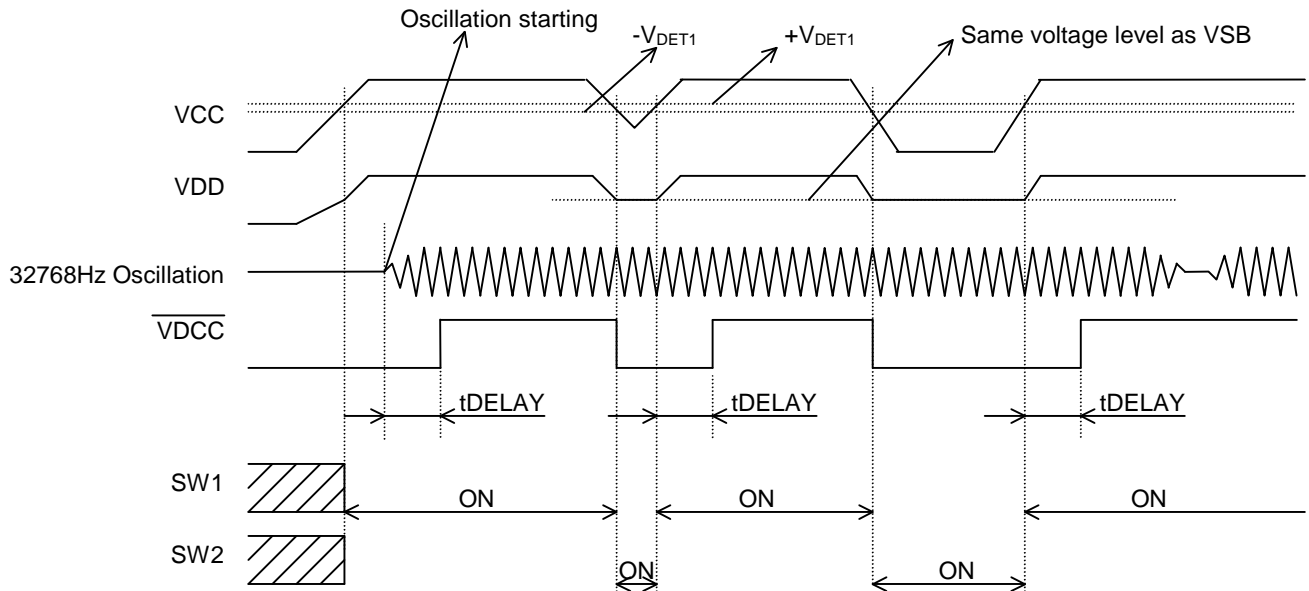 Oscillation starting
-VDET1
+VDET1
Same voltage level as VSB
VCC
VDD
32768Hz Oscillation
VDCC
tDELAY
tDELAY
tDELAY
SW1
ON
ON
ON
SW2
ON
ON